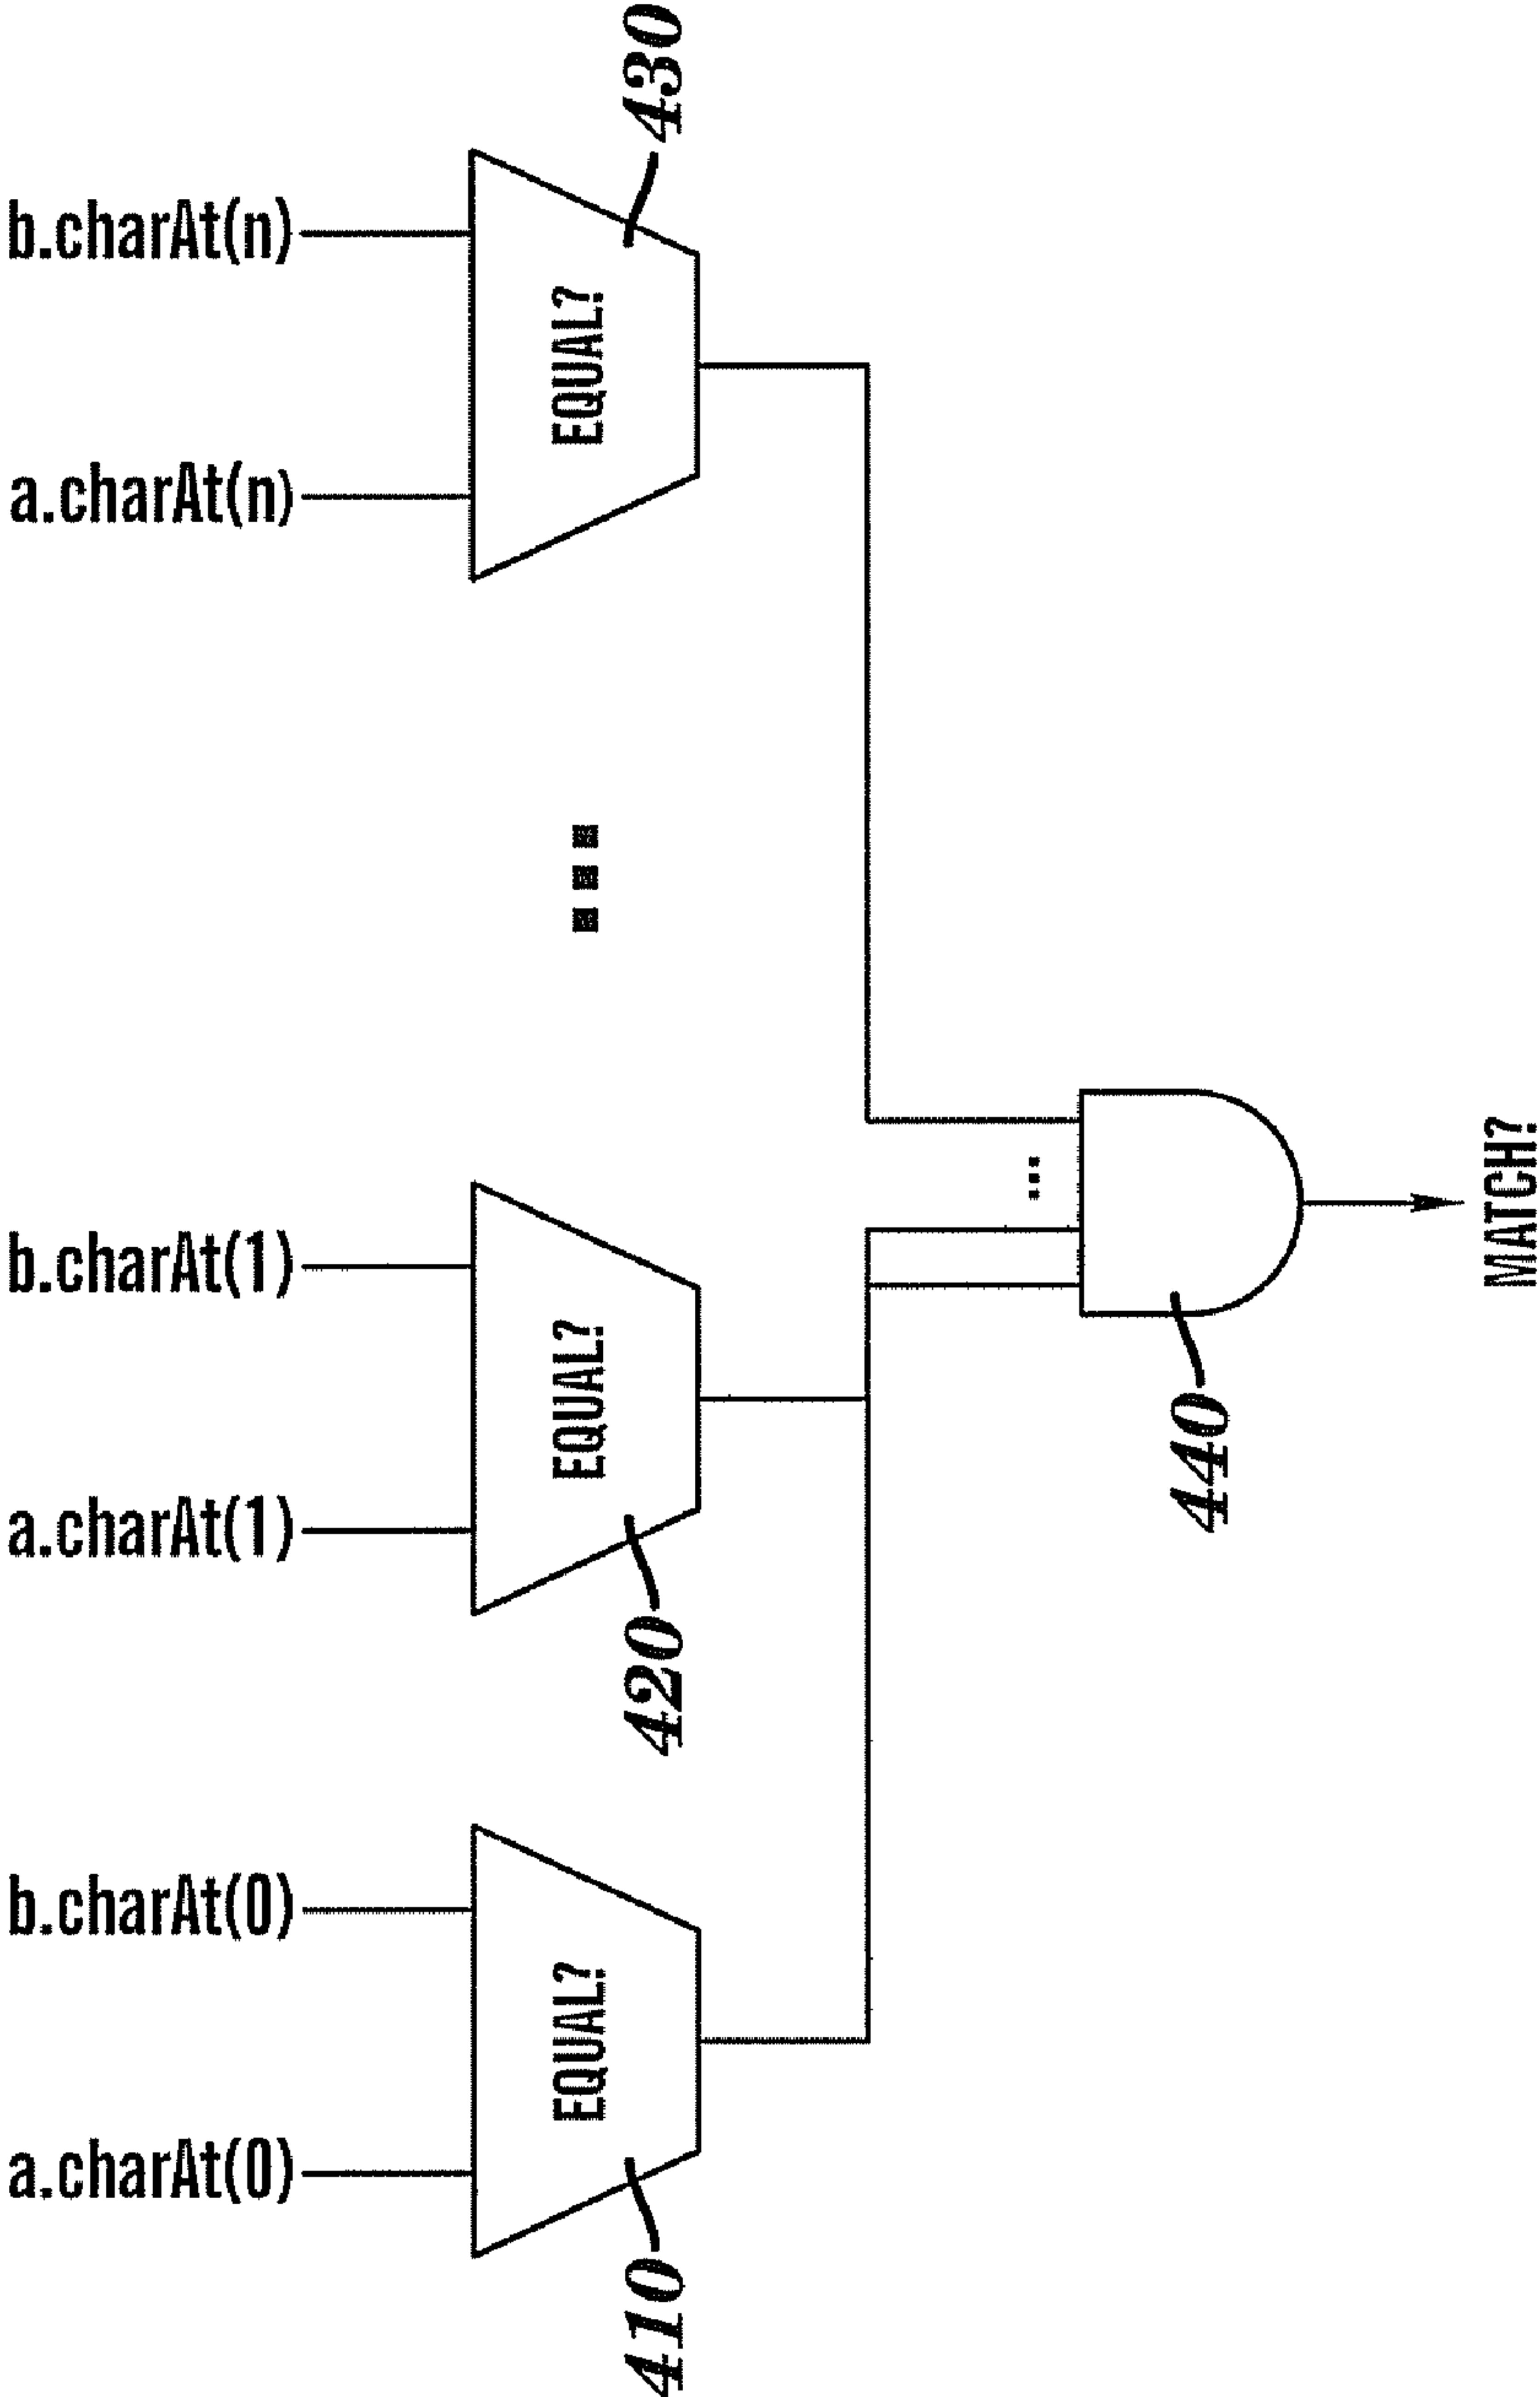 a.charAt(0)
b.charAt(0)
a.charAt(1)
b.charAt(1)
a.charAt(n)
b.charAt(n)
410
EQUAL?
420
EQUAL?
...
EQUAL?
430
...
440
MATCH?